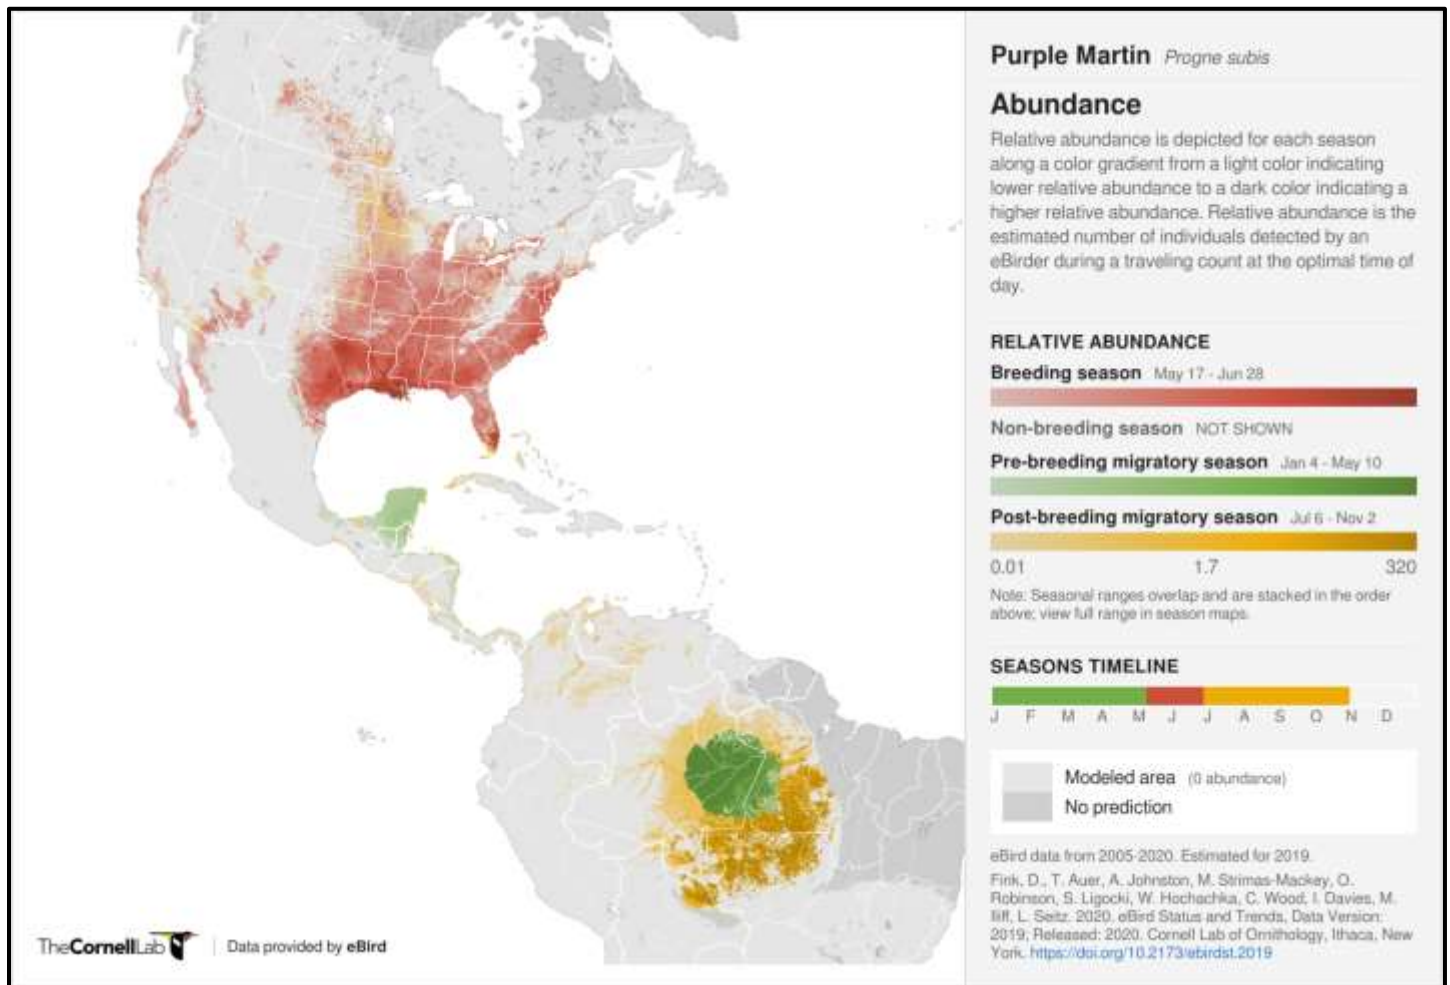 Purple Martin Progne subis
Abundance
Relative abundance is depicted for each season
along a color gradient from a light color indicating
lower relative abundance to a dark color indicating a
higher relative abundance. Relative abundance is the
estimated number of individuals detected by an
eBirder during a traveling count at the optimal time of
day.
RELATIVE ABUNDANCE
Breeding season May 17 - Jun 28
Non-breeding season NOT SHOWN
Pre-breeding migratory season Jan 4 - May 10
Post-breeding migratory season Jul 6 - Nov 2
0.01 1.7 320
Note: Seasonal ranges overlap and are stacked in the order
above; view full range in season maps.
SEASONS TIMELINE
J F M A M J J A S O N D
Modeled area (0 abundance)
No prediction
eBird data from 2005-2020. Estimated for 2019.
Fink, D., T. Auer, A. Johnston, M. Strimas-Mackey, O.
Robinson, S. Ligocki, W. Hochachka, C. Wood, I. Davies, M.
Iliff, L. Seitz. 2020. eBird Status and Trends, Data Version:
2019; Released: 2020. Cornell Lab of Ornithology, Ithaca, New
York. https://doi.org/10.2173/ebirdst.2019
TheCornellLab Data provided by eBird